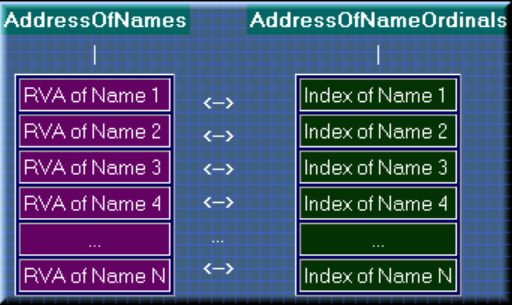 AddressOfNames AddressOfNameOrdinals
| |
RVA of Name 1 <--> Index of Name 1
RVA of Name 2 <--> Index of Name 2
RVA of Name 3 <--> Index of Name 3
RVA of Name 4 <--> Index of Name 4
... ... ...
RVA of Name N <--> Index of Name N